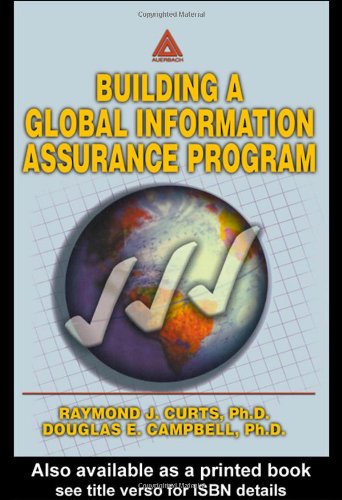 AUERBACH
BUILDING A
GLOBAL INFORMATION
ASSURANCE PROGRAM
RAYMOND J. CURTS, Ph.D.
DOUGLAS E. CAMPBELL, Ph.D.
Also available as a printed book
see title verso for ISBN details